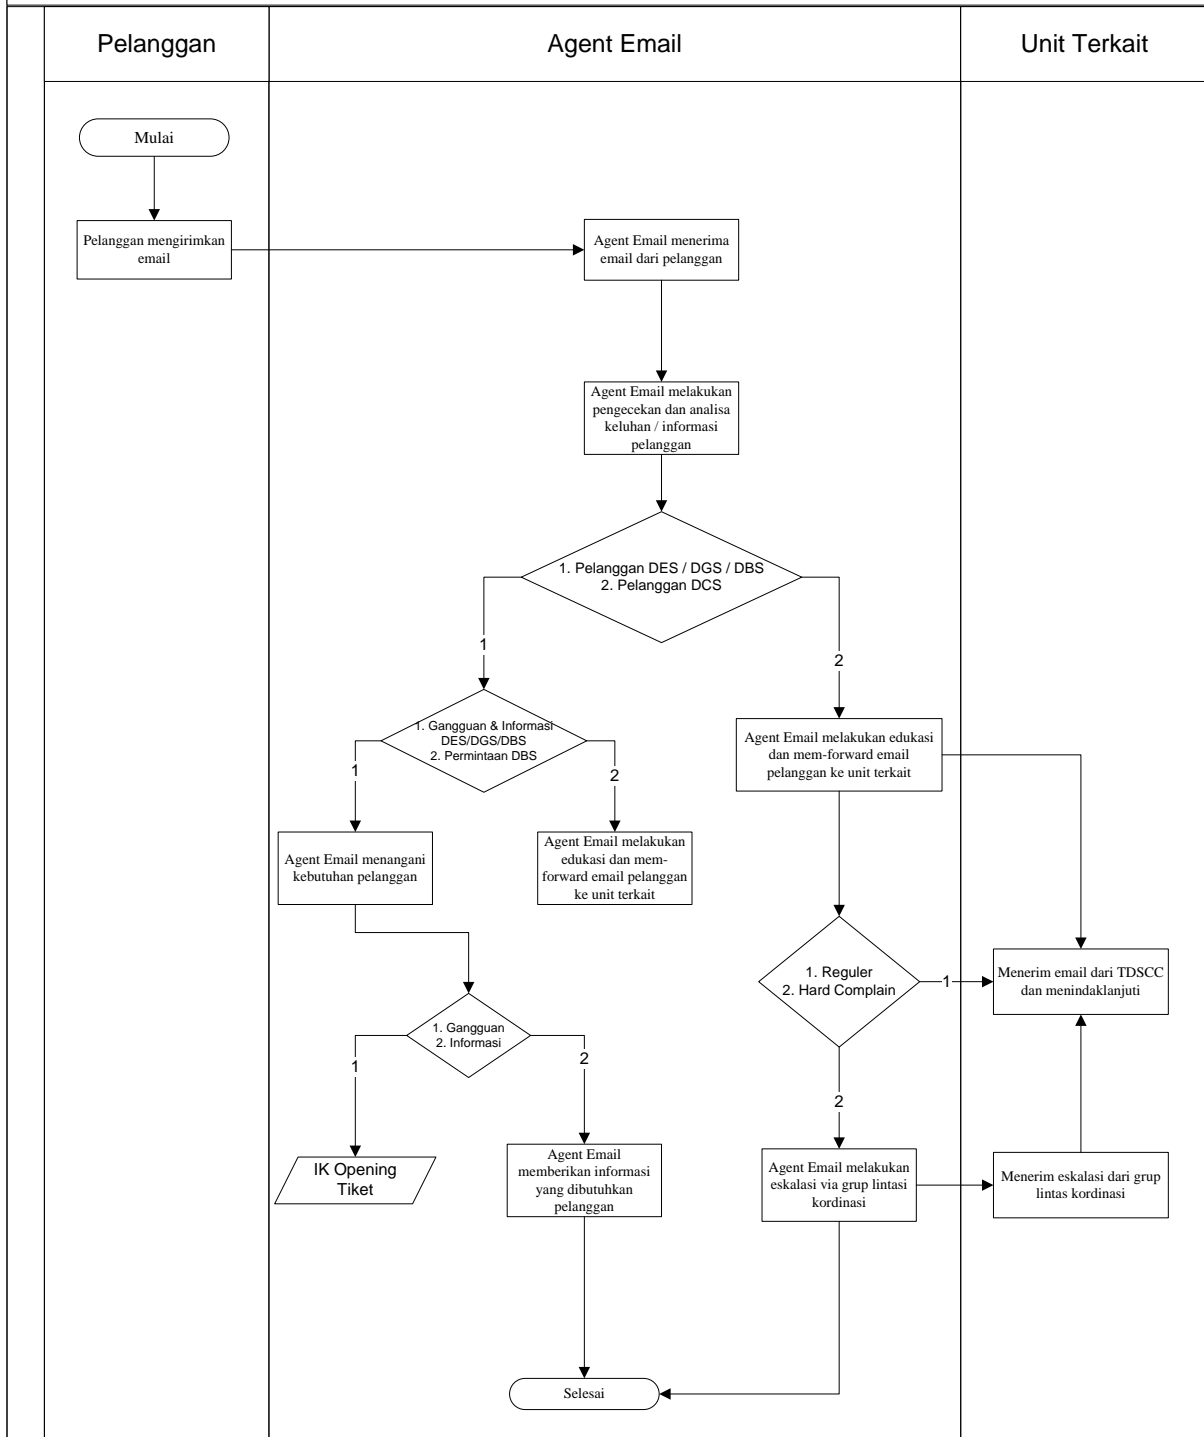 Pelanggan
Agent Email
Unit Terkait
Mulai
Pelanggan mengirimkan
email
Agent Email menerima
email dari pelanggan
Agent Email melakukan
pengecekan dan analisa
keluhan / informasi
pelanggan
1. Pelanggan DES / DGS / DBS
2. Pelanggan DCS
1
2
1. Gangguan & Informasi
DES/DGS/DBS
2. Permintaan DBS
1
2
Agent Email melakukan edukasi
dan mem-forward email
pelanggan ke unit terkait
Agent Email menangani
kebutuhan pelanggan
Agent Email melakukan
edukasi dan mem-
forward email pelanggan
ke unit terkait
1. Reguler
2. Hard Complain
1
2
Menerim email dari TDSCC
dan menindaklanjuti
1. Gangguan
2. Informasi
1
2
IK Opening
Tiket
Agent Email
memberikan informasi
yang dibutuhkan
pelanggan
Agent Email melakukan
eskalasi via grup lintasi
kordinasi
Menerim eskalasi dari grup
lintas kordinasi
Selesai